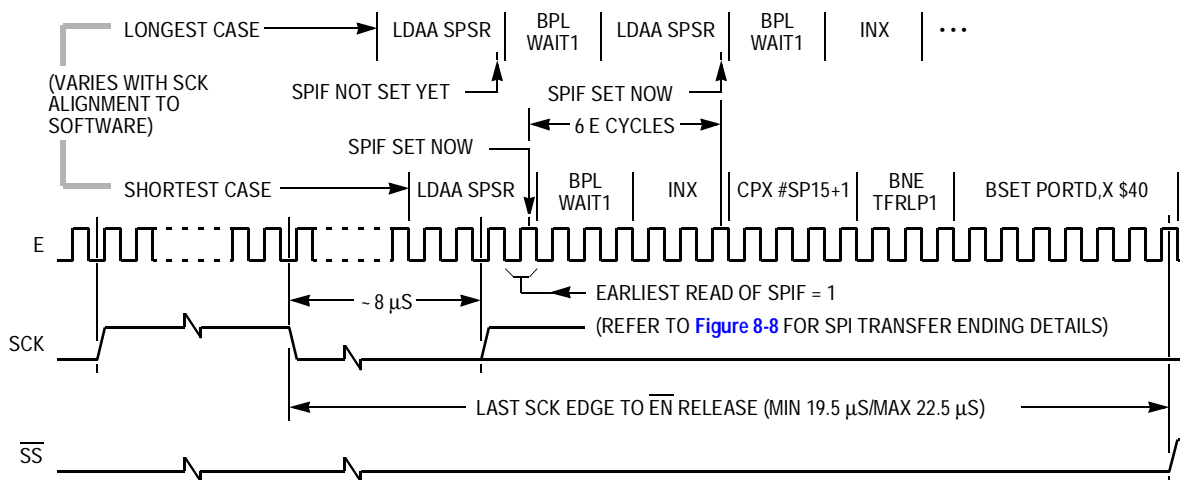 LONGEST CASE
LDAA SPSR
BPL
WAIT1
LDAA SPSR
BPL
WAIT1
INX
• • •
(VARIES WITH SCK
ALIGNMENT TO
SOFTWARE)
SPIF NOT SET YET
SPIF SET NOW
6 E CYCLES
SPIF SET NOW
SHORTEST CASE
LDAA SPSR
BPL
WAIT1
INX
CPX #SP15+1
BNE
TFRLP1
BSET PORTD,X $40
E
EARLIEST READ OF SPIF = 1
~ 8 µS
(REFER TO Figure 8-8 FOR SPI TRANSFER ENDING DETAILS)
SCK
LAST SCK EDGE TO EN RELEASE (MIN 19.5 µS/MAX 22.5 µS)
SS